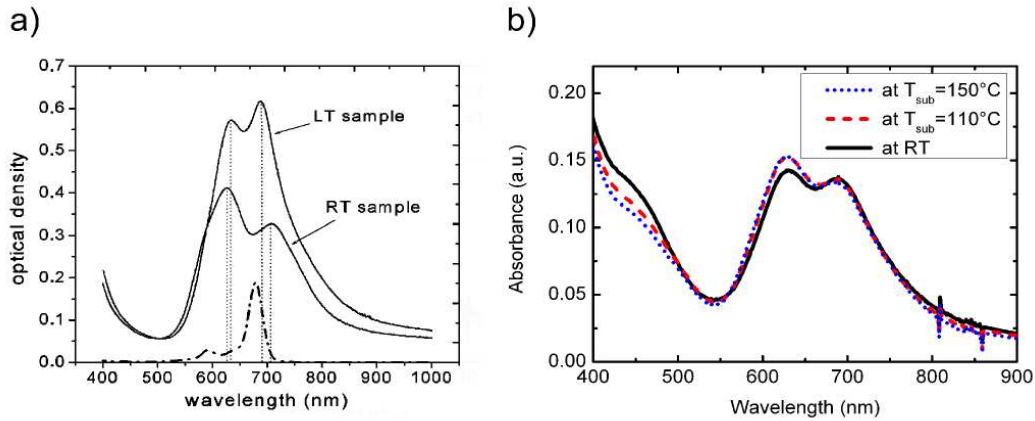 a)
0.7
0.6
0.5
0.4
0.3
0.2
0.1
0.0
optical density
LT sample
RT sample
400 500 600 700 800 900 1000
wavelength (nm)
b)
0.20
0.15
0.10
0.05
0.00
Absorbance (a.u.)
at Tsub=150°C
at Tsub=110°C
at RT
400 500 600 700 800 900
Wavelength (nm)